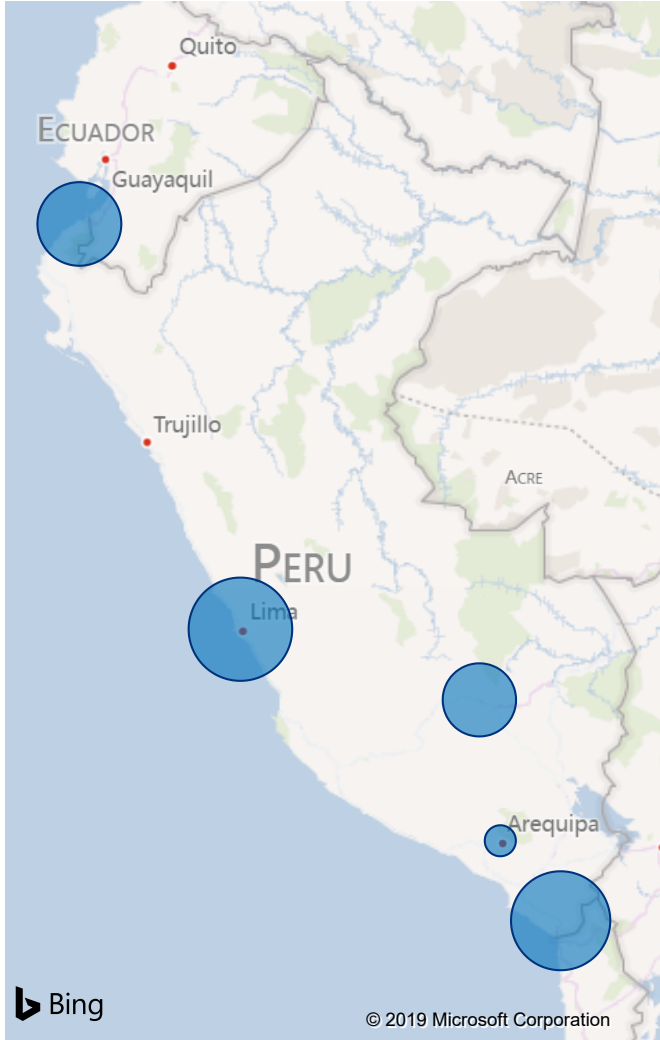 Quito
ECUADOR
Guayaquil
Trujillo
ACRE
PERU
Lima
Arequipa
Bing
© 2019 Microsoft Corporation